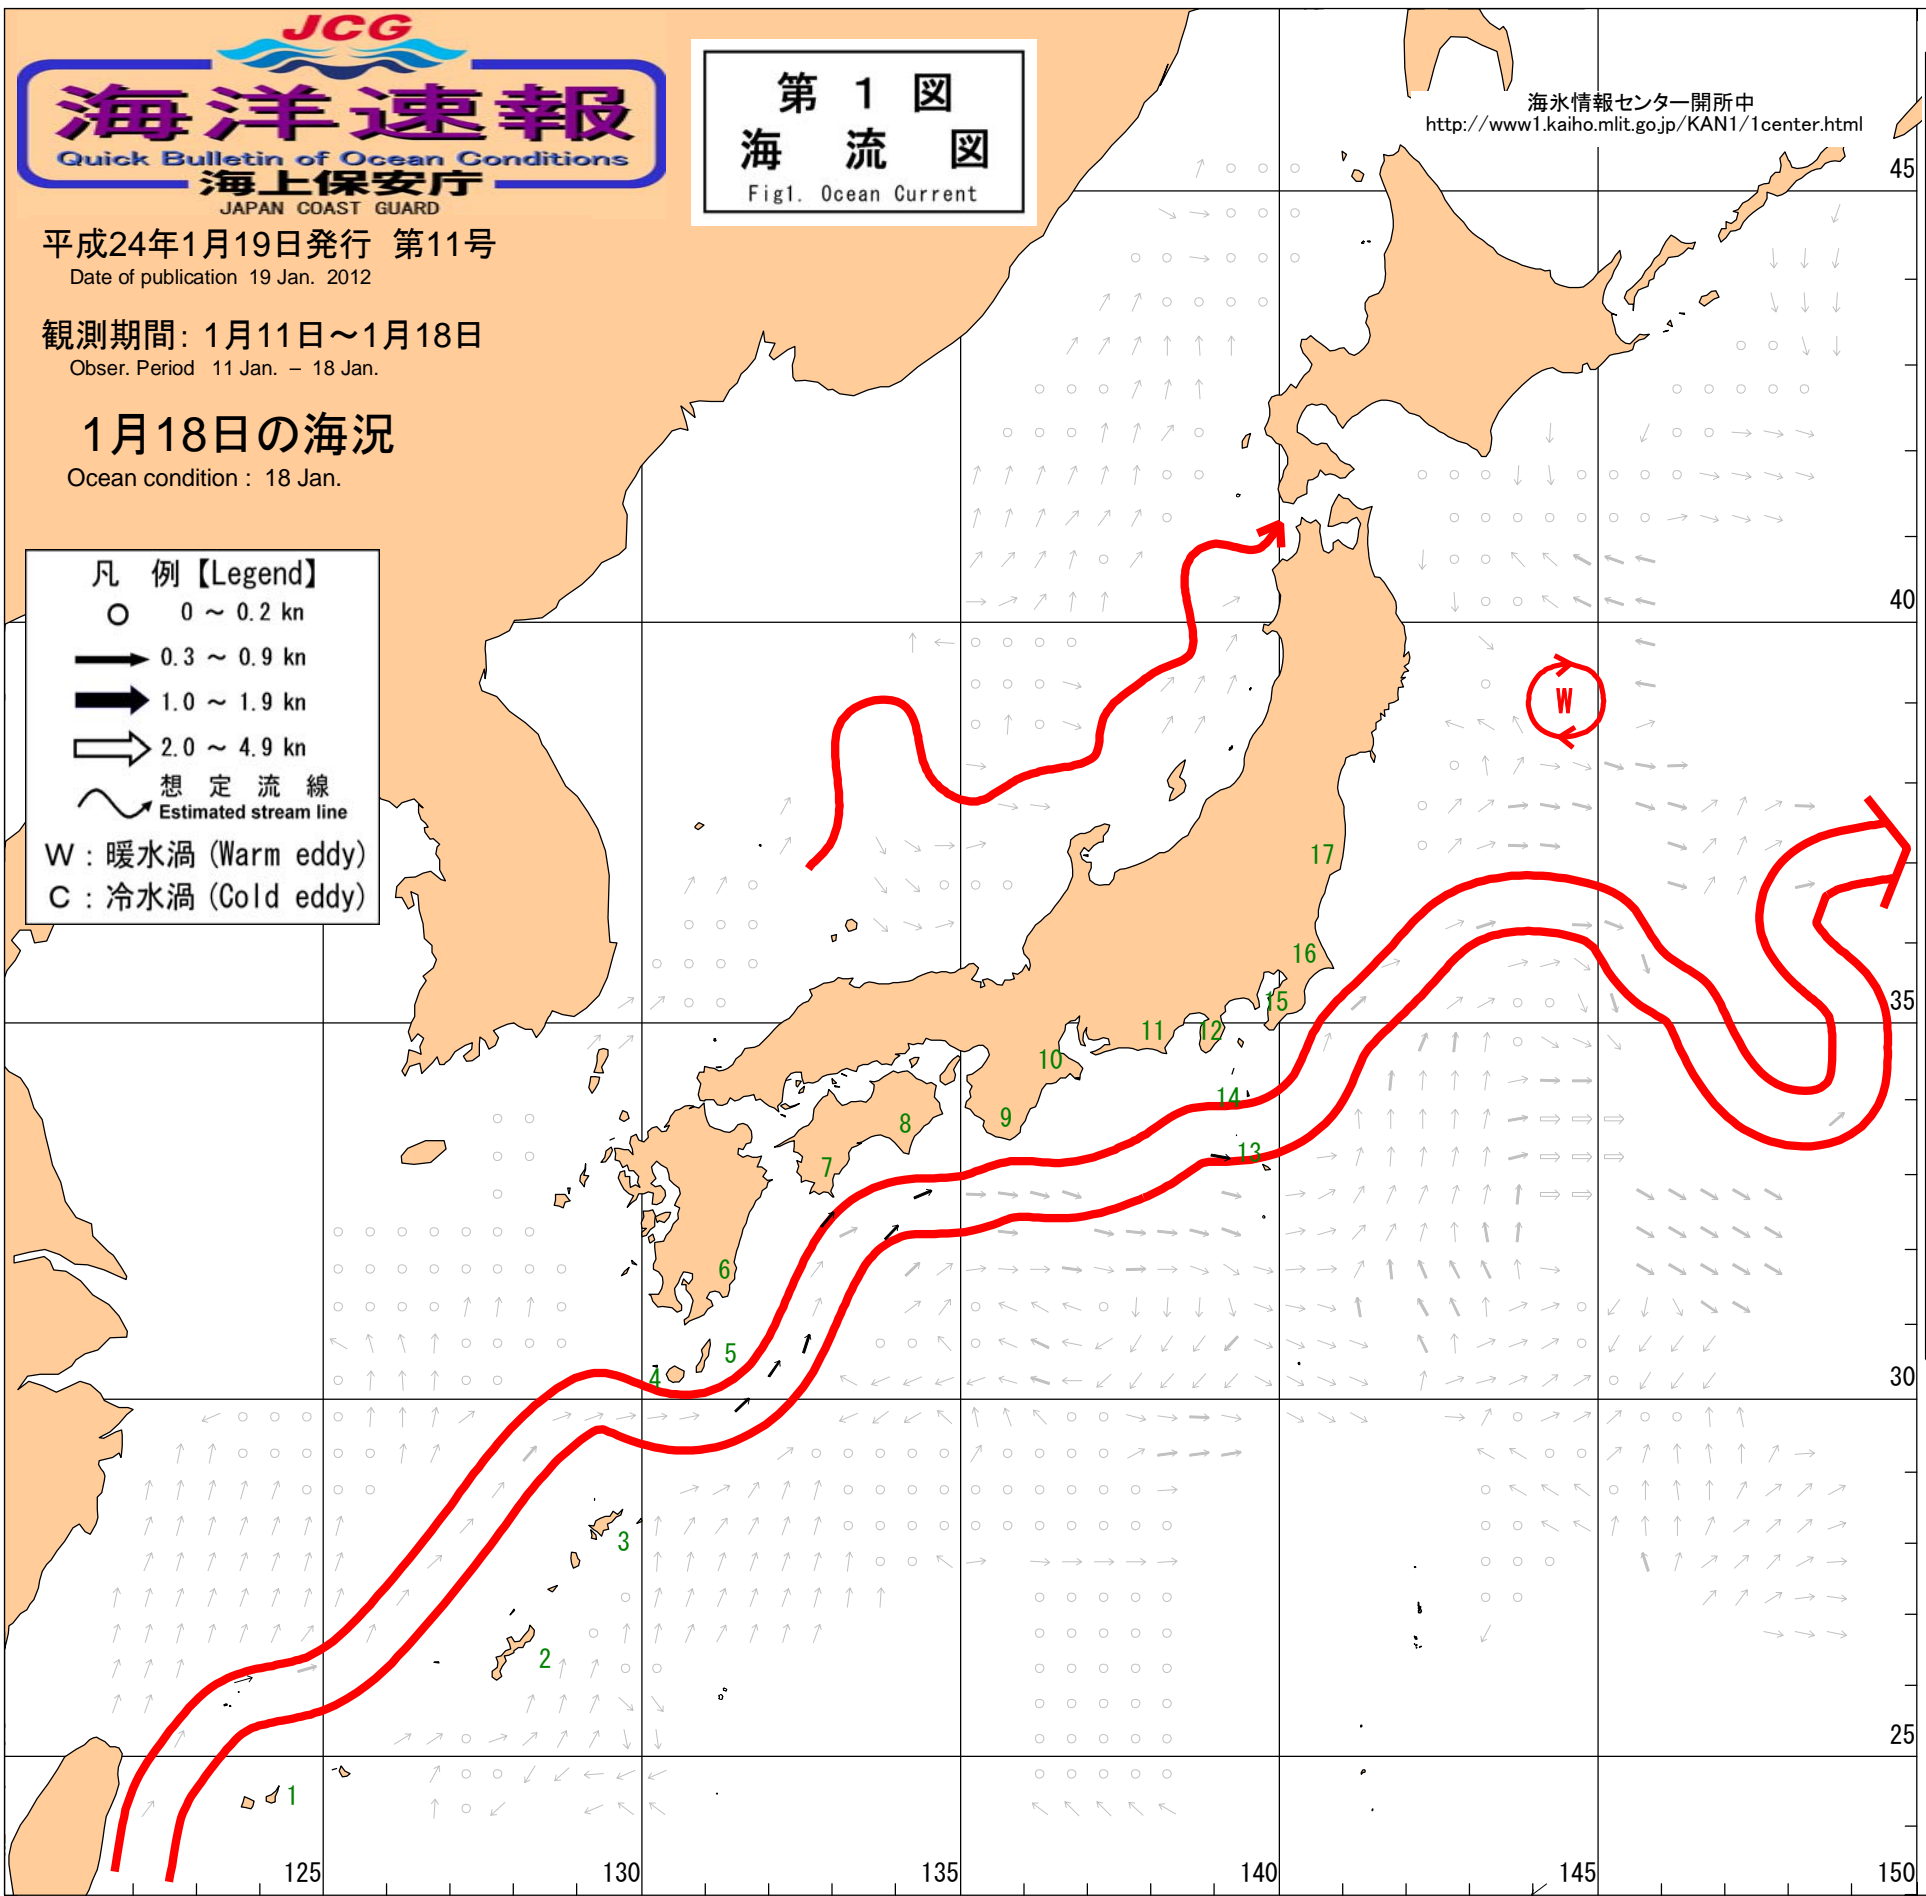 JCG
海洋速報
Quick Bulletin of Ocean Conditions
海上保安庁
JAPAN COAST GUARD
平成24年1月19日発行 第11号
Date of publication 19 Jan. 2012
観測期間: 1月11日～1月18日
Obser. Period 11 Jan. – 18 Jan.
1月18日の海況
Ocean condition : 18 Jan.
第 1 図
海 流 図
Fig1. Ocean Current
海氷情報センター開所中
http://www1.kaiho.mlit.go.jp/KAN1/1center.html
凡 例【Legend】
0 ～ 0.2 kn
0.3 ～ 0.9 kn
1.0 ～ 1.9 kn
2.0 ～ 4.9 kn
想 定 流 線
Estimated stream line
W : 暖水渦 (Warm eddy)
C : 冷水渦 (Cold eddy)
45
40
W
17
16
35
15
12
11
10
14
9
8
13
7
6
5
4
30
3
2
25
1
125
130
135
140
145
150